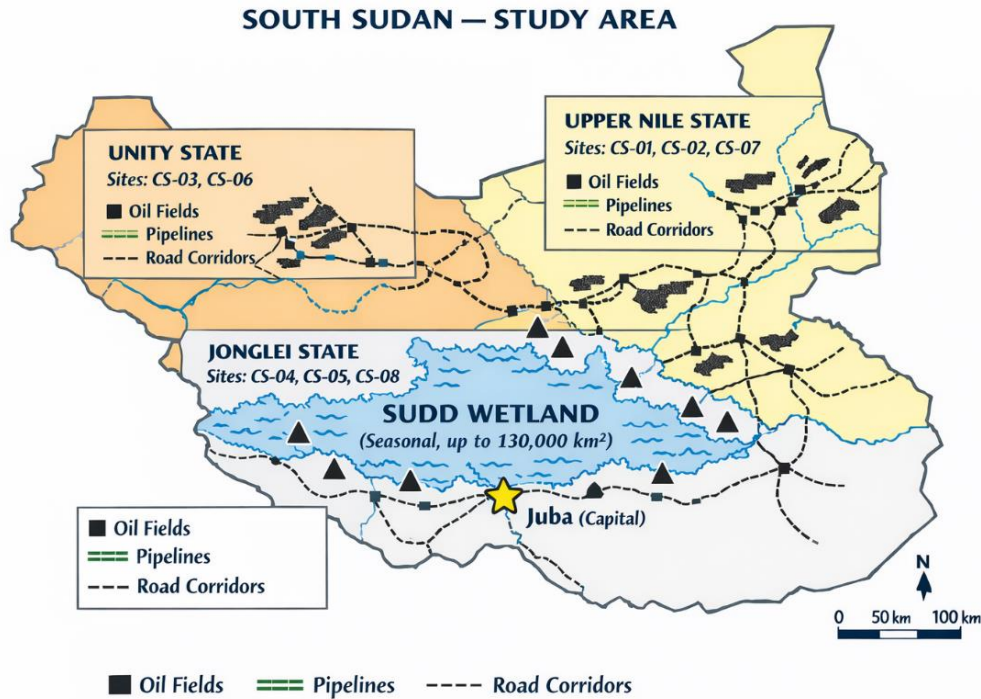 SOUTH SUDAN — STUDY AREA
UNITY STATE
Sites: CS-03, CS-06
Oil Fields
Pipelines
Road Corridors
UPPER NILE STATE
Sites: CS-01, CS-02, CS-07
Oil Fields
Pipelines
Road Corridors
JONGLEI STATE
Sites: CS-04, CS-05, CS-08
SUDD WETLAND
(Seasonal, up to 130,000 km²)
Juba (Capital)
Oil Fields
Pipelines
Road Corridors
N
0 50 km 100 km
Oil Fields Pipelines Road Corridors